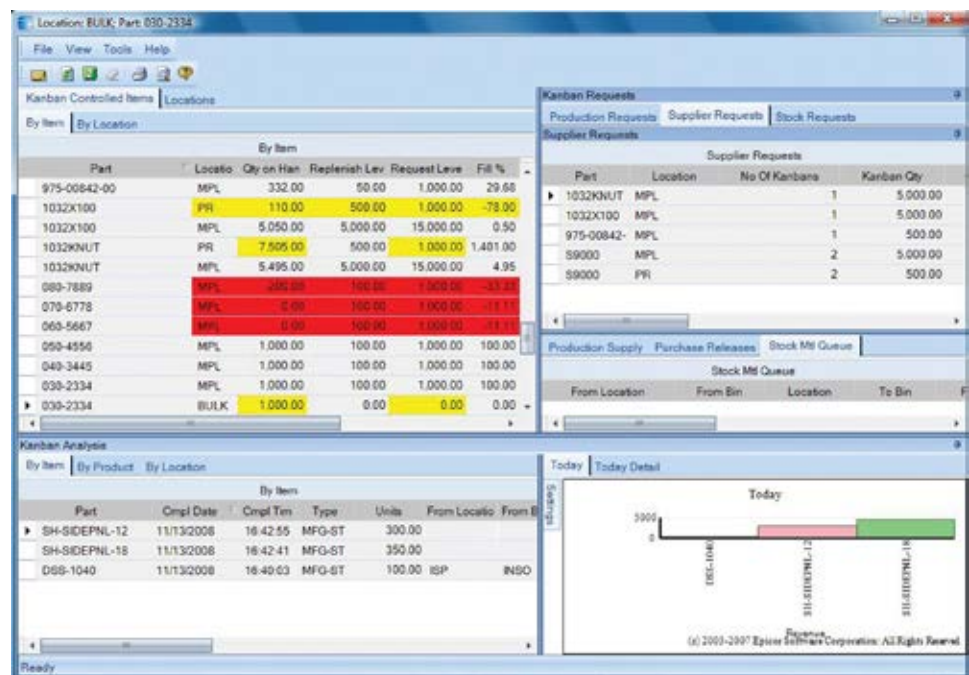 Location: BULK; Part: 030-2334
File View Tools Help
Kanban Controlled Items Locations
By Item By Location
By Item
Part Locatio Qty on Han Replenish Lev Request Leve Fill %
975-00842-00 MPL 332.00 50.00 1,000.00 29.68
1032X100 PR 110.00 500.00 1,000.00 -78.00
1032X100 MPL 5,050.00 5,000.00 15,000.00 0.50
1032KNUT PR 7,505.00 500.00 1,000.00 1,401.00
1032KNUT MPL 5,495.00 5,000.00 15,000.00 4.95
080-7889 MPL 100.00 1,000.00 -33.33
070-6778 MPL 0.00 100.00 1,000.00 -11.11
060-5667 MPL 0.00 100.00 1,000.00 -11.11
050-4556 MPL 1,000.00 100.00 1,000.00 100.00
040-3445 MPL 1,000.00 100.00 1,000.00 100.00
030-2334 MPL 1,000.00 100.00 1,000.00 100.00
030-2334 BULK 1,000.00 0.00 0.00 0.00
Kanban Requests
Production Requests Supplier Requests Stock Requests
Supplier Requests
Supplier Requests
Part Location No Of Kanbans Kanban Qty
1032KNUT MPL 1 5,000.00
1032X100 MPL 1 5,000.00
975-00842- MPL 1 500.00
S9000 MPL 2 5,000.00
S9000 PR 2 500.00
Production Supply Purchase Releases Stock Mtl Queue
Stock Mtl Queue
From Location From Bin Location To Bin F
Kanban Analysis
By Item By Product By Location
By Item
Part Cmpl Date Cmpl Tim Type Units From Locatio From B
SH-SIDEPNL-12 11/13/2008 16:42:55 MFG-ST 300.00
SH-SIDEPNL-18 11/13/2008 16:42:41 MFG-ST 350.00
DSS-1040 11/13/2008 16:40:03 MFG-ST 100.00 ISP INSO
Today Today Detail
Settings
Today
5000
0
DSS-1040
SH-SIDEPNL-12
SH-SIDEPNL-18
Revenue
(c) 2003-2007 Epicor Software Corporation: All Rights Reserved
Ready